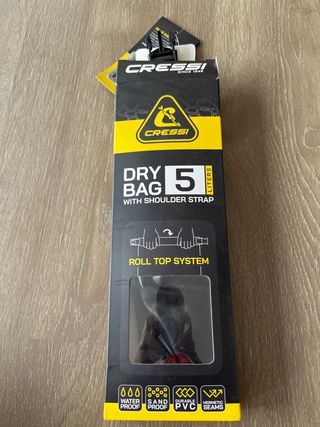 CRESSI
SINCE 1946
CRESSI
DRY
BAG
5
LITERS
WITH SHOULDER STRAP
ROLL TOP SYSTEM
WATER
PROOF
SAND
PROOF
DURABLE
PVC
HERMETIC
SEAMS